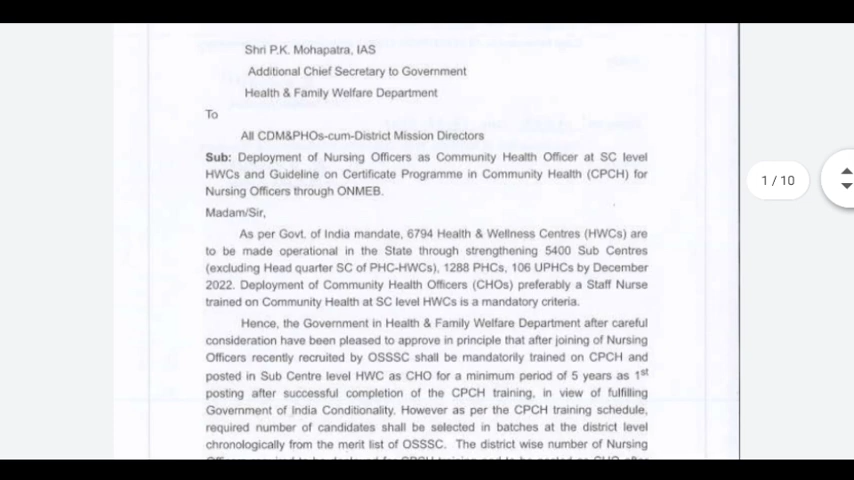 Shri P.K. Mohapatra, IAS
Additional Chief Secretary to Government
Health & Family Welfare Department
To
All CDM&PHOs-cum-District Mission Directors
Sub: Deployment of Nursing Officers as Community Health Officer at SC level
HWCs and Guideline on Certificate Programme in Community Health (CPCH) for
Nursing Officers through ONMEB.
Madam/Sir,
As per Govt. of India mandate, 6794 Health & Wellness Centres (HWCs) are
to be made operational in the State through strengthening 5400 Sub Centres
(excluding Head quarter SC of PHC-HWCs), 1288 PHCs, 106 UPHCs by December
2022. Deployment of Community Health Officers (CHOs) preferably a Staff Nurse
trained on Community Health at SC level HWCs is a mandatory criteria.
Hence, the Government in Health & Family Welfare Department after careful
consideration have been pleased to approve in principle that after joining of Nursing
Officers recently recruited by OSSSC shall be mandatorily trained on CPCH and
posted in Sub Centre level HWC as CHO for a minimum period of 5 years as 1st
posting after successful completion of the CPCH training, in view of fulfilling
Government of India Conditionality. However as per the CPCH training schedule,
required number of candidates shall be selected in batches at the district level
chronologically from the merit list of OSSSC. The district wise number of Nursing
1 / 10